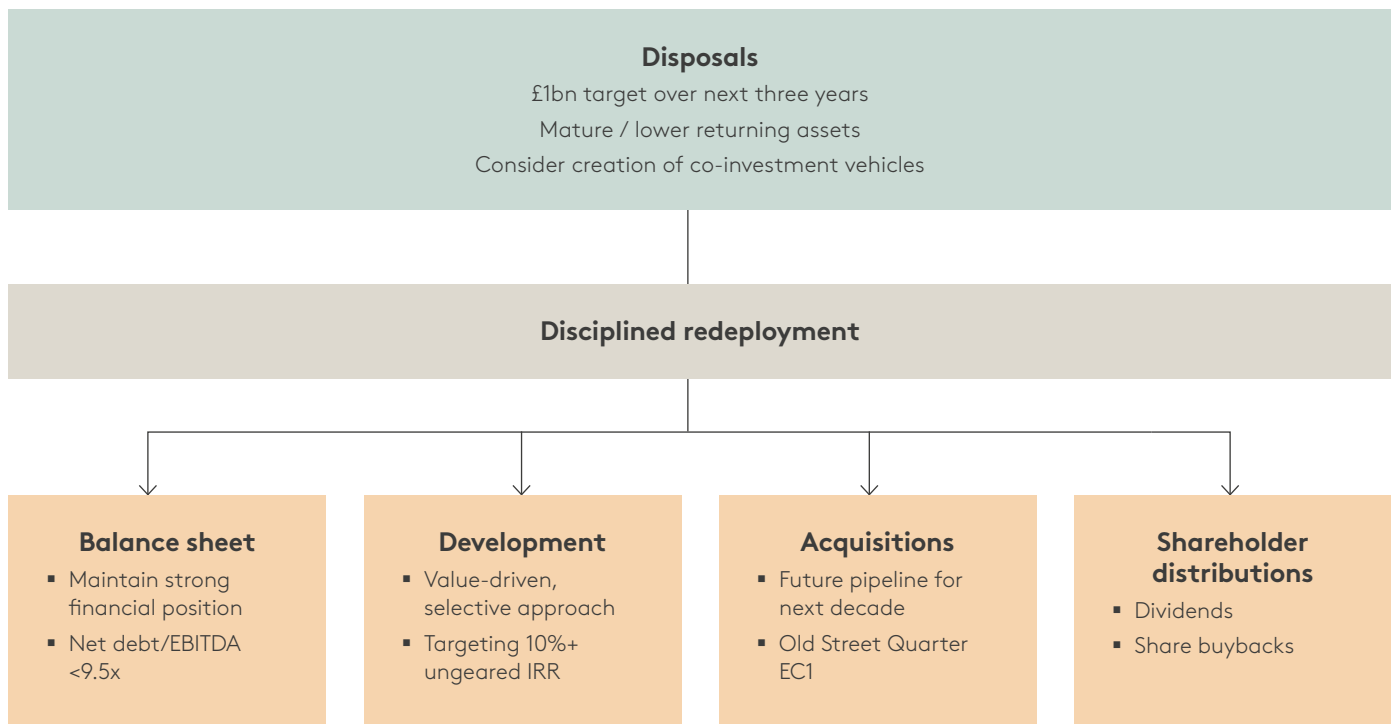 Disposals
£1bn target over next three years
Mature / lower returning assets
Consider creation of co-investment vehicles
Disciplined redeployment
Balance sheet
▪ Maintain strong
financial position
▪ Net debt/EBITDA
<9.5x
Development
▪ Value-driven,
selective approach
▪ Targeting 10%+
ungeared IRR
Acquisitions
▪ Future pipeline for
next decade
▪ Old Street Quarter
EC1
Shareholder
distributions
▪ Dividends
▪ Share buybacks